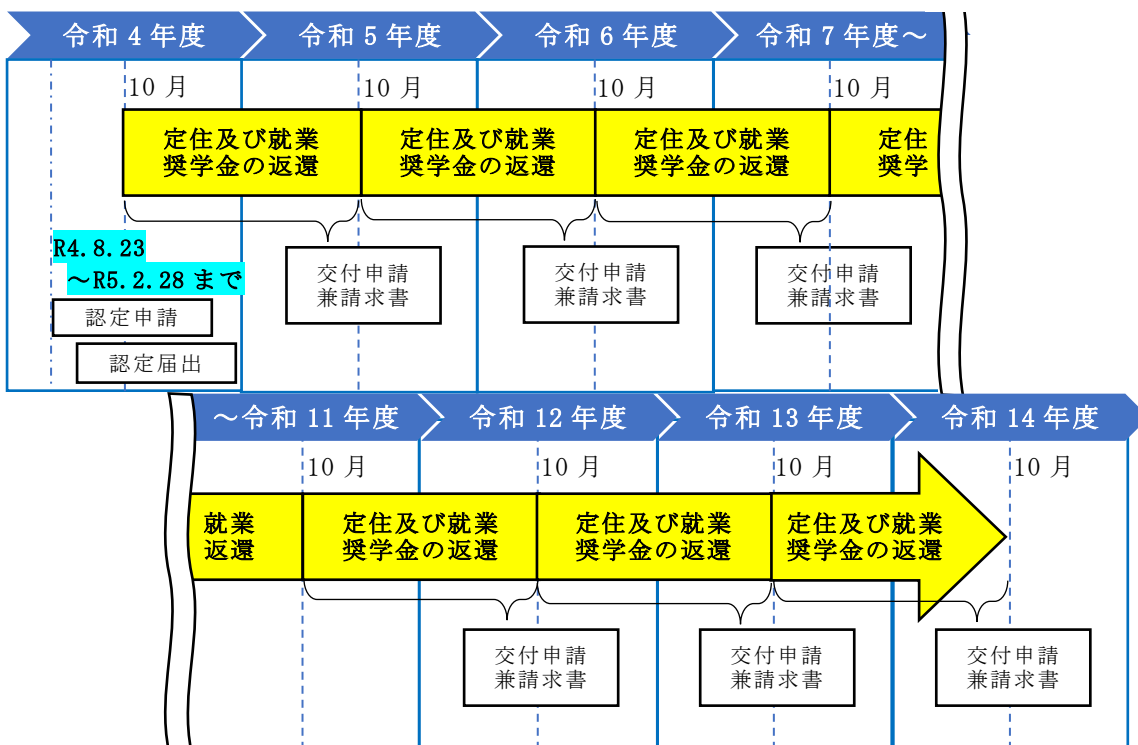 令和 4 年度
令和 5 年度
令和 6 年度
令和 7 年度～
10 月
10 月
10 月
10 月
定住及び就業
奨学金の返還
定住及び就業
奨学金の返還
定住及び就業
奨学金の返還
定住
奨学
R4.8.23
～R5.2.28 まで
認定申請
認定届出
交付申請
兼請求書
交付申請
兼請求書
交付申請
兼請求書
～令和 11 年度
令和 12 年度
令和 13 年度
令和 14 年度
10 月
10 月
10 月
10 月
就業
返還
定住及び就業
奨学金の返還
定住及び就業
奨学金の返還
定住及び就業
奨学金の返還
交付申請
兼請求書
交付申請
兼請求書
交付申請
兼請求書